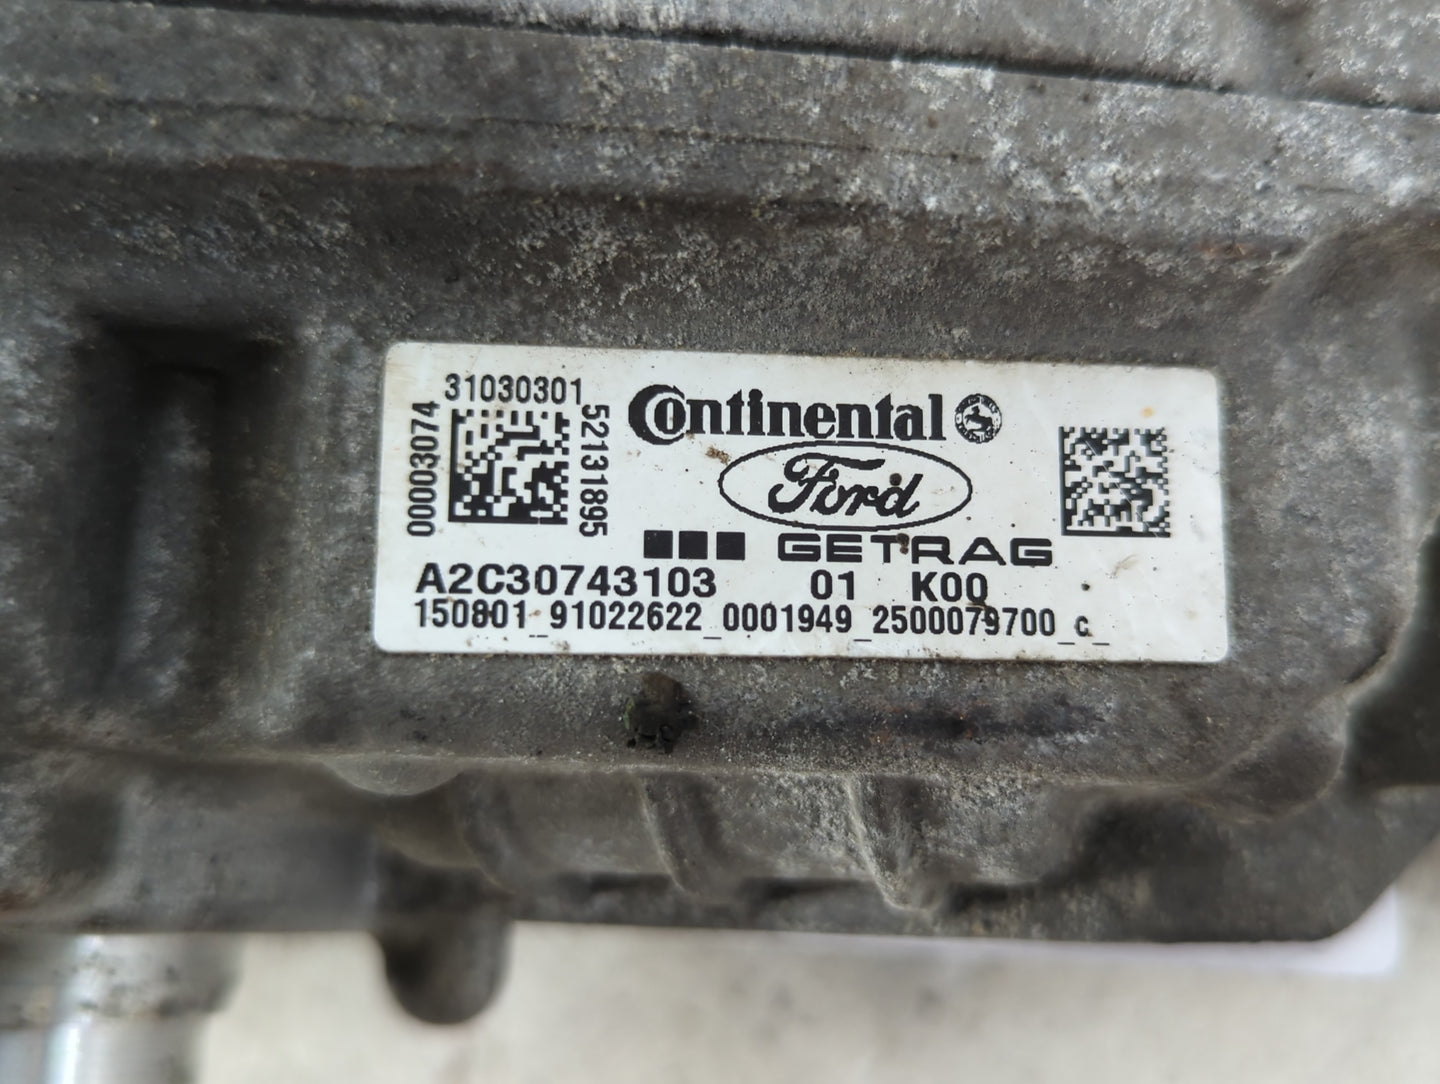 31030301
00003074
52131895
Continental
Ford
GETRAG
A2C30743103 01 K00
150801_91022622_0001949_2500079700_c_